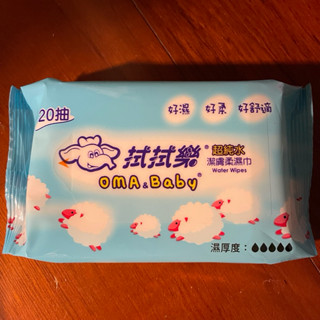 20抽
好濕 好柔 好舒適
拭拭樂®
OMA & Baby®
超純水
潔膚柔濕巾
Water Wipes
濕厚度：